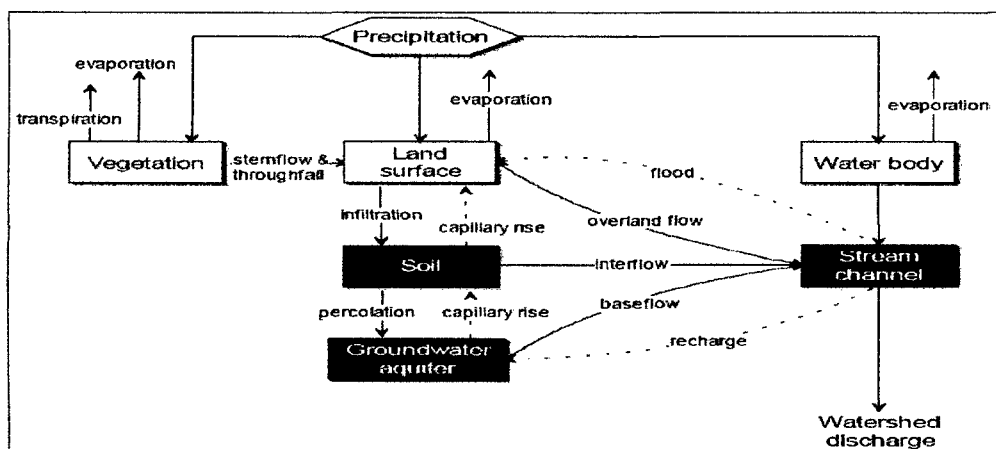 Precipitation
evaporation
evaporation
evaporation
transpiration
Vegetation
stemflow &
throughfall
Land
surface
Water body
flood
infiltration
capillary rise
overland flow
Soil
interflow
Stream
channel
percolation
capillary rise
baseflow
Groundwater
aquifer
recharge
Watershed
discharge